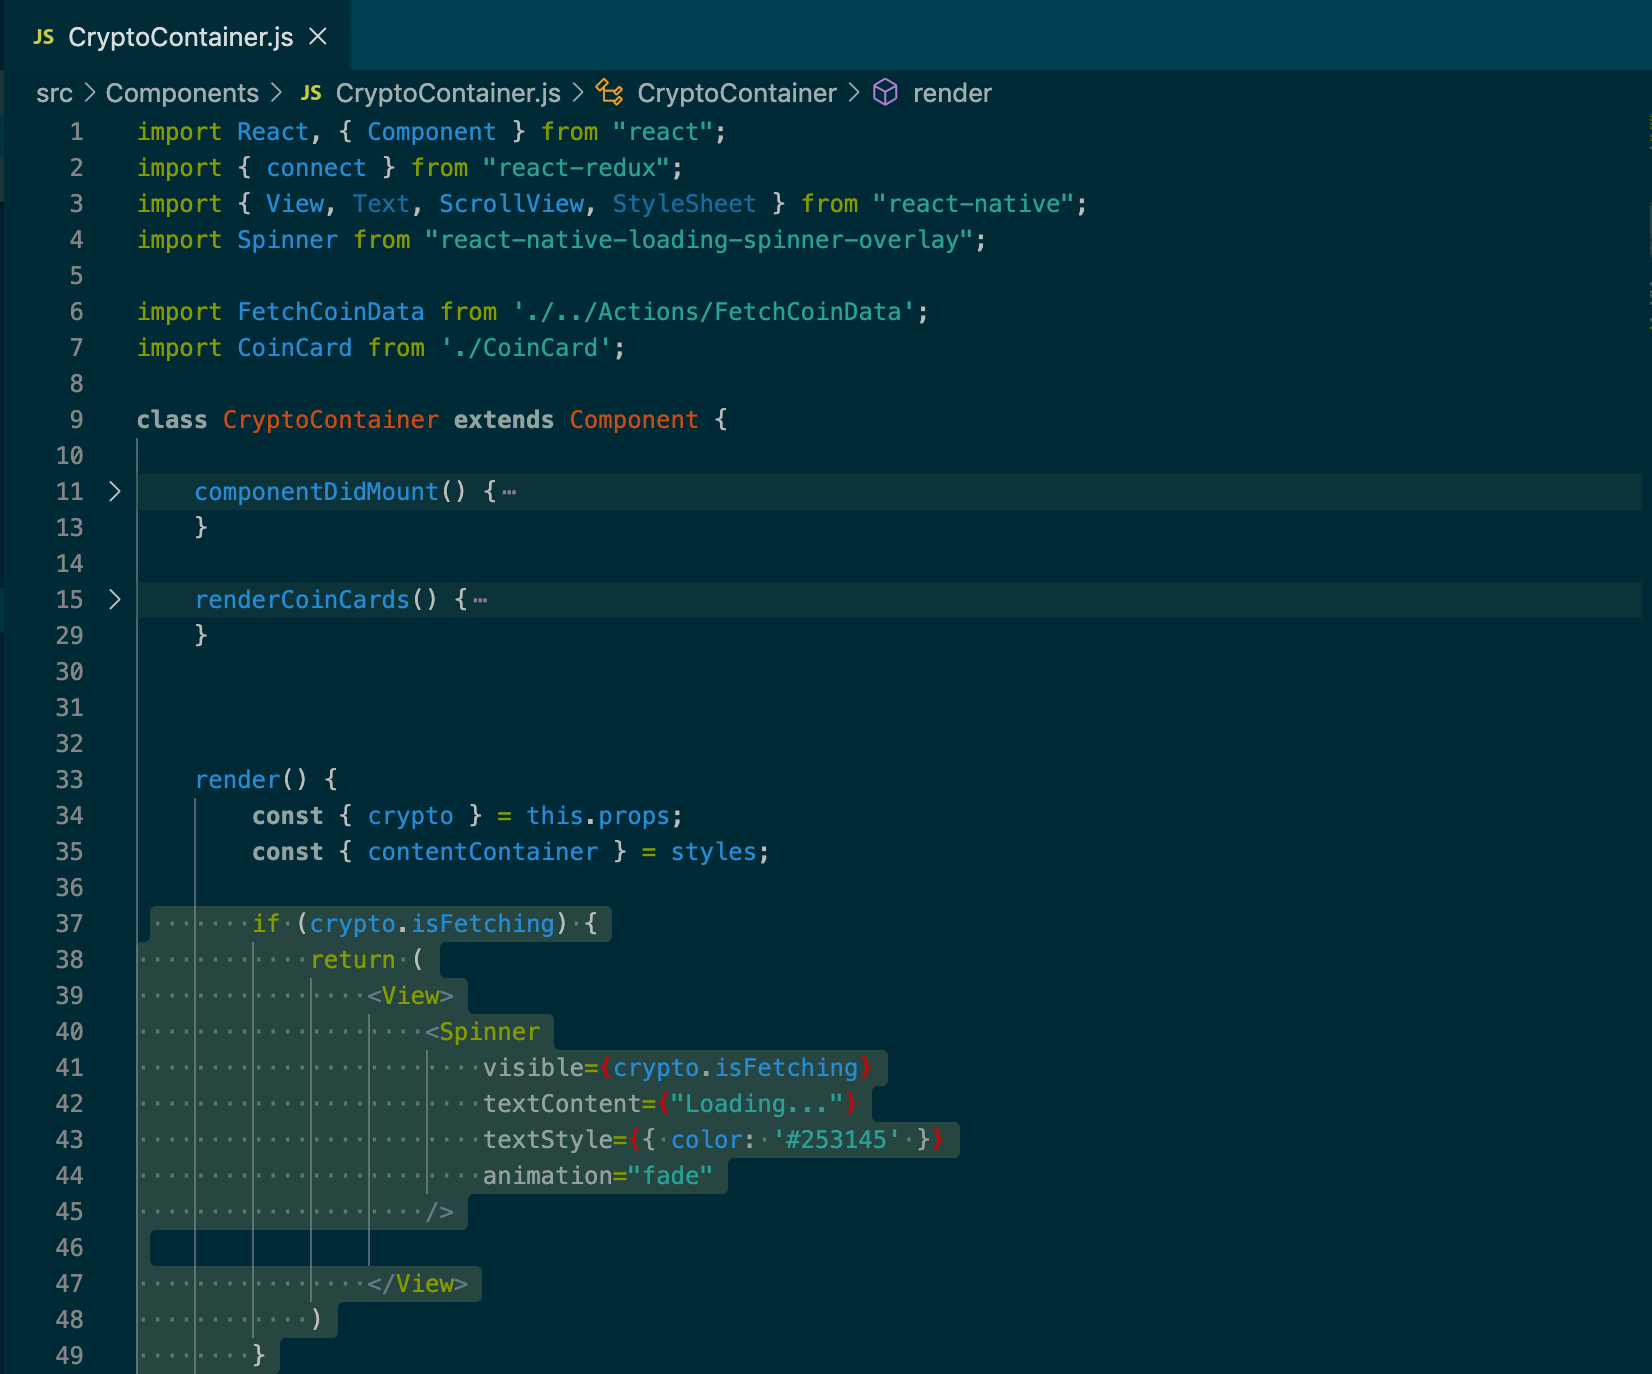 JS CryptoContainer.js ×
src > Components > JS CryptoContainer.js > CryptoContainer > render
1 import React, { Component } from "react";
2 import { connect } from "react-redux";
3 import { View, Text, ScrollView, StyleSheet } from "react-native";
4 import Spinner from "react-native-loading-spinner-overlay";
5
6 import FetchCoinData from './../Actions/FetchCoinData';
7 import CoinCard from './CoinCard';
8
9 class CryptoContainer extends Component {
10
11 > componentDidMount() {⋯
13 }
14
15 > renderCoinCards() {⋯
29 }
30
31
32
33 render() {
34 const { crypto } = this.props;
35 const { contentContainer } = styles;
36
37 if (crypto.isFetching) {
38 return (
39 <View>
40 <Spinner
41 visible={crypto.isFetching}
42 textContent={"Loading..."}
43 textStyle={{ color: '#253145' }}
44 animation="fade"
45 />
46
47 </View>
48 )
49 }